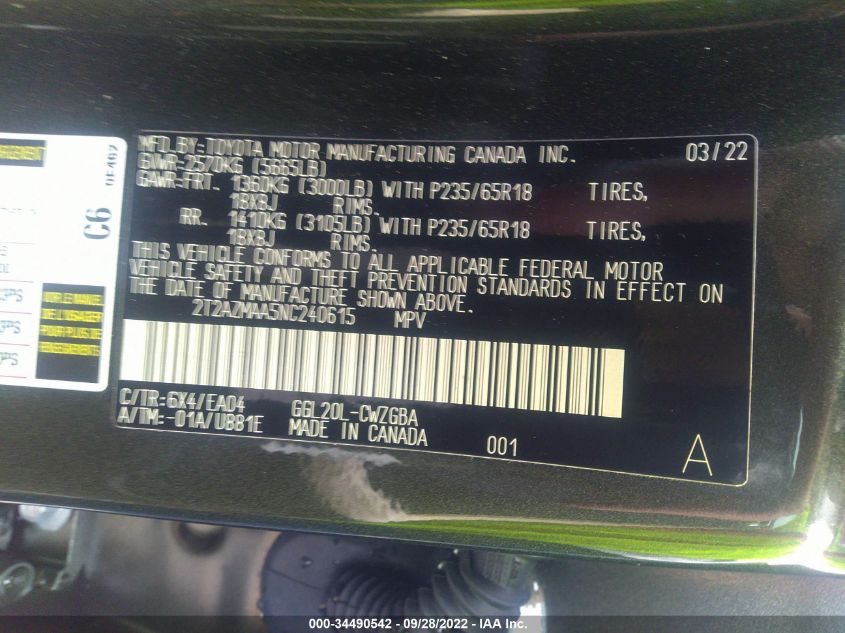 MFD.BY:TOYOTA MOTOR MANUFACTURING CANADA INC. 03/22
GVWR:2570KG (5665LB)
GAWR:FRT. 1360KG (3000LB) WITH P235/65R18 TIRES,
18X8J RIMS.
RR. 1410KG (3105LB) WITH P235/65R18 TIRES,
18X8J RIMS.
THIS VEHICLE CONFORMS TO ALL APPLICABLE FEDERAL MOTOR
VEHICLE SAFETY AND THEFT PREVENTION STANDARDS IN EFFECT ON
THE DATE OF MANUFACTURE SHOWN ABOVE.
2T2AZMAA5NC240615 MPV
C/TR:6X4/EA04 GGL20L-CWZGBA
A/TM:-01A/U881E MADE IN CANADA 001 A
C6
0E462
000-34490542 - 09/28/2022 - IAA Inc.